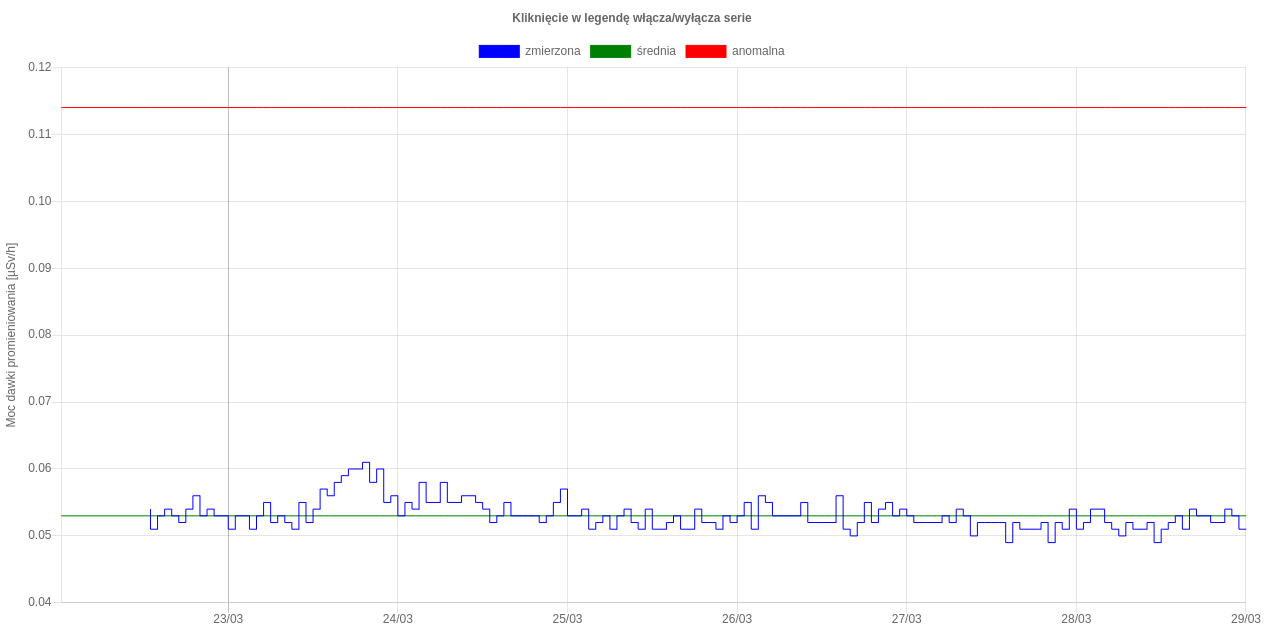 Kliknięcie w legendę włącza/wyłącza serie
zmierzona średnia anomalna
Moc dawki promieniowania [µSv/h]
0.12
0.11
0.10
0.09
0.08
0.07
0.06
0.05
0.04
23/03 24/03 25/03 26/03 27/03 28/03 29/03